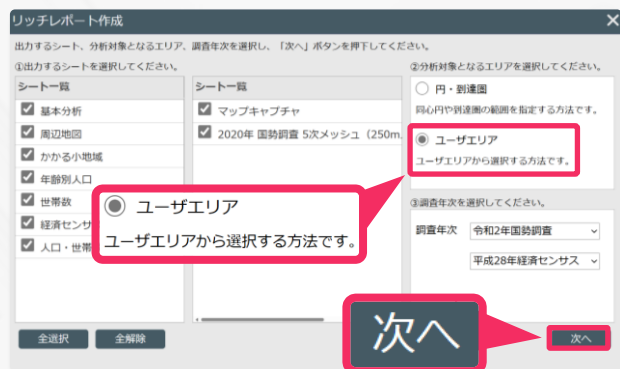 リッチレポート作成
出力するシート、分析対象となるエリア、調査年次を選択し、「次へ」ボタンを押下してください。
①出力するシートを選択してください。
シート一覧
基本分析
周辺地図
かかる小地域
年齢別人口
世帯数
経済センサ
人口・世帯
シート一覧
マップキャプチャ
2020年 国勢調査 5次メッシュ（250m.
②分析対象となるエリアを選択してください。
円・到達圏
同心円や到達圏の範囲を指定する方法です。
ユーザエリア
ユーザエリアから選択する方法です。
ユーザエリア
ユーザエリアから選択する方法です。
③調査年次を選択してください。
調査年次 令和2年国勢調査
平成28年経済センサス
全選択 全解除
次へ
次へ